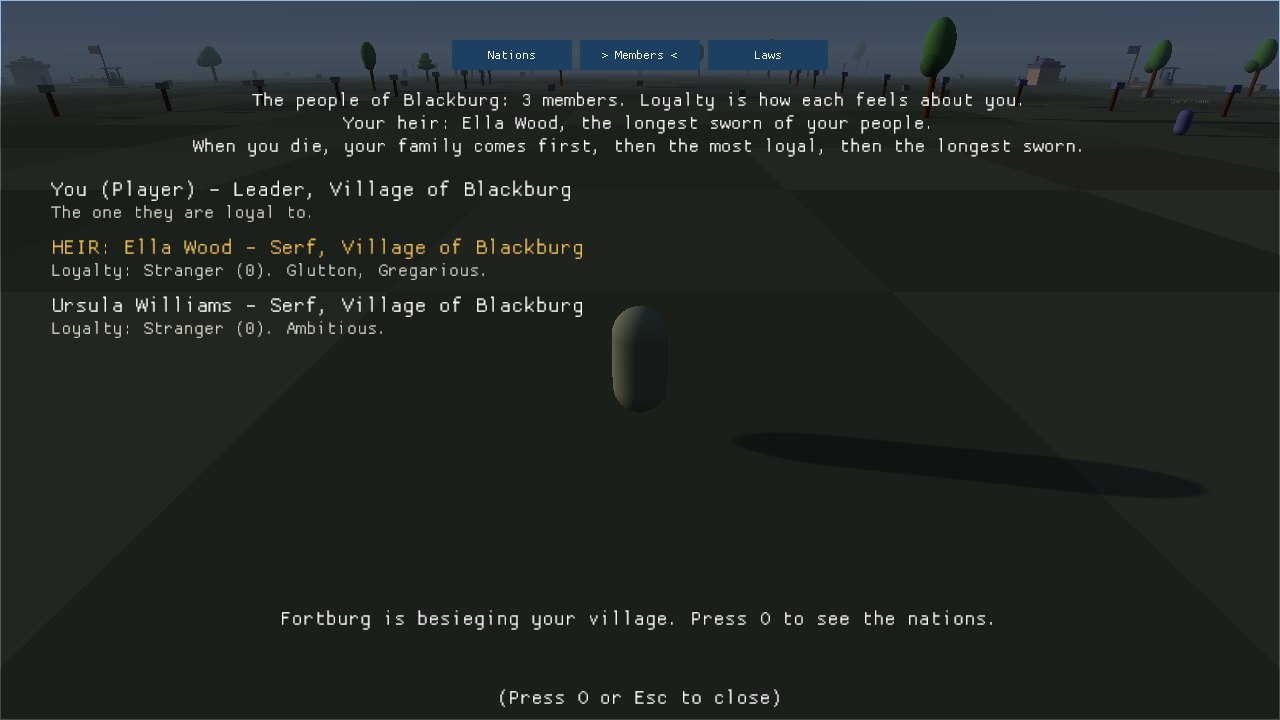 Nations
> Members <
Laws
The people of Blackburg: 3 members. Loyalty is how each feels about you.
Your heir: Ella Wood, the longest sworn of your people.
When you die, your family comes first, then the most loyal, then the longest sworn.
You (Player) - Leader, Village of Blackburg
The one they are loyal to.
HEIR: Ella Wood - Serf, Village of Blackburg
Loyalty: Stranger (0). Glutton, Gregarious.
Ursula Williams - Serf, Village of Blackburg
Loyalty: Stranger (0). Ambitious.
Fortburg is besieging your village. Press O to see the nations.
(Press O or Esc to close)